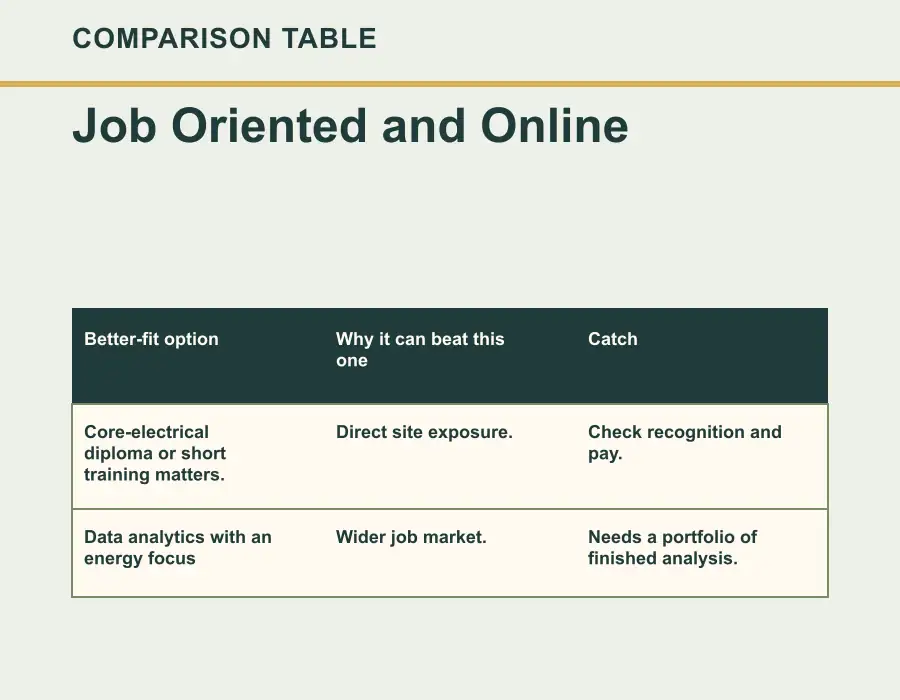 COMPARISON TABLE
Job Oriented and Online
Better-fit option
Why it can beat this
one
Catch
Core-electrical
diploma or short
training matters.
Direct site exposure.
Check recognition and
pay.
Data analytics with an
energy focus
Wider job market.
Needs a portfolio of
finished analysis.